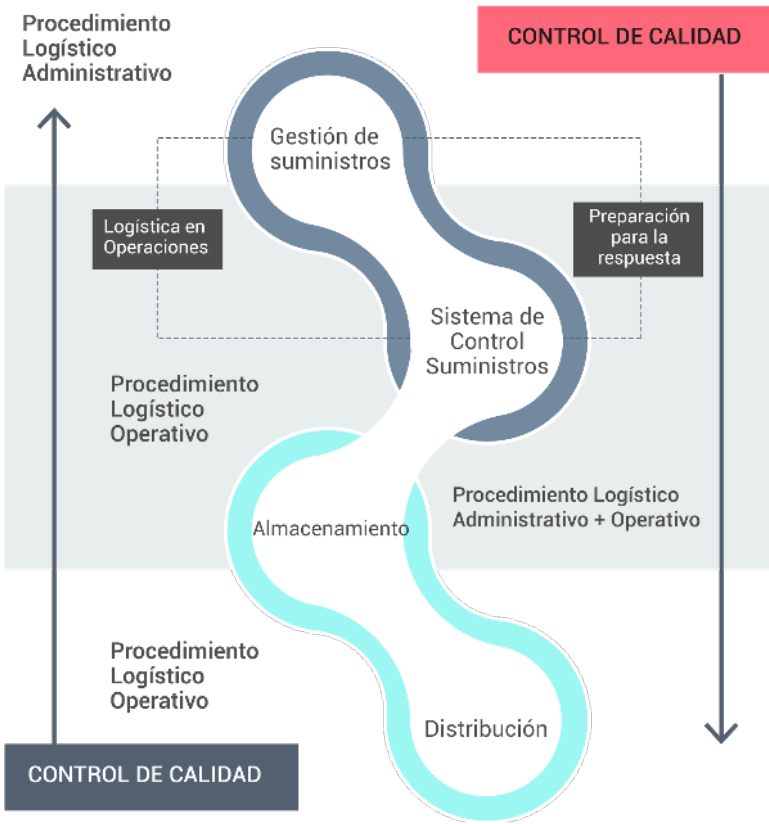 Procedimiento
Logístico
Administrativo
CONTROL DE CALIDAD
Gestión de
suministros
Logística en
Operaciones
Preparación
para la
respuesta
Sistema de
Control
Suministros
Procedimiento
Logístico
Operativo
Procedimiento Logístico
Administrativo + Operativo
Almacenamiento
Procedimiento
Logístico
Operativo
Distribución
CONTROL DE CALIDAD